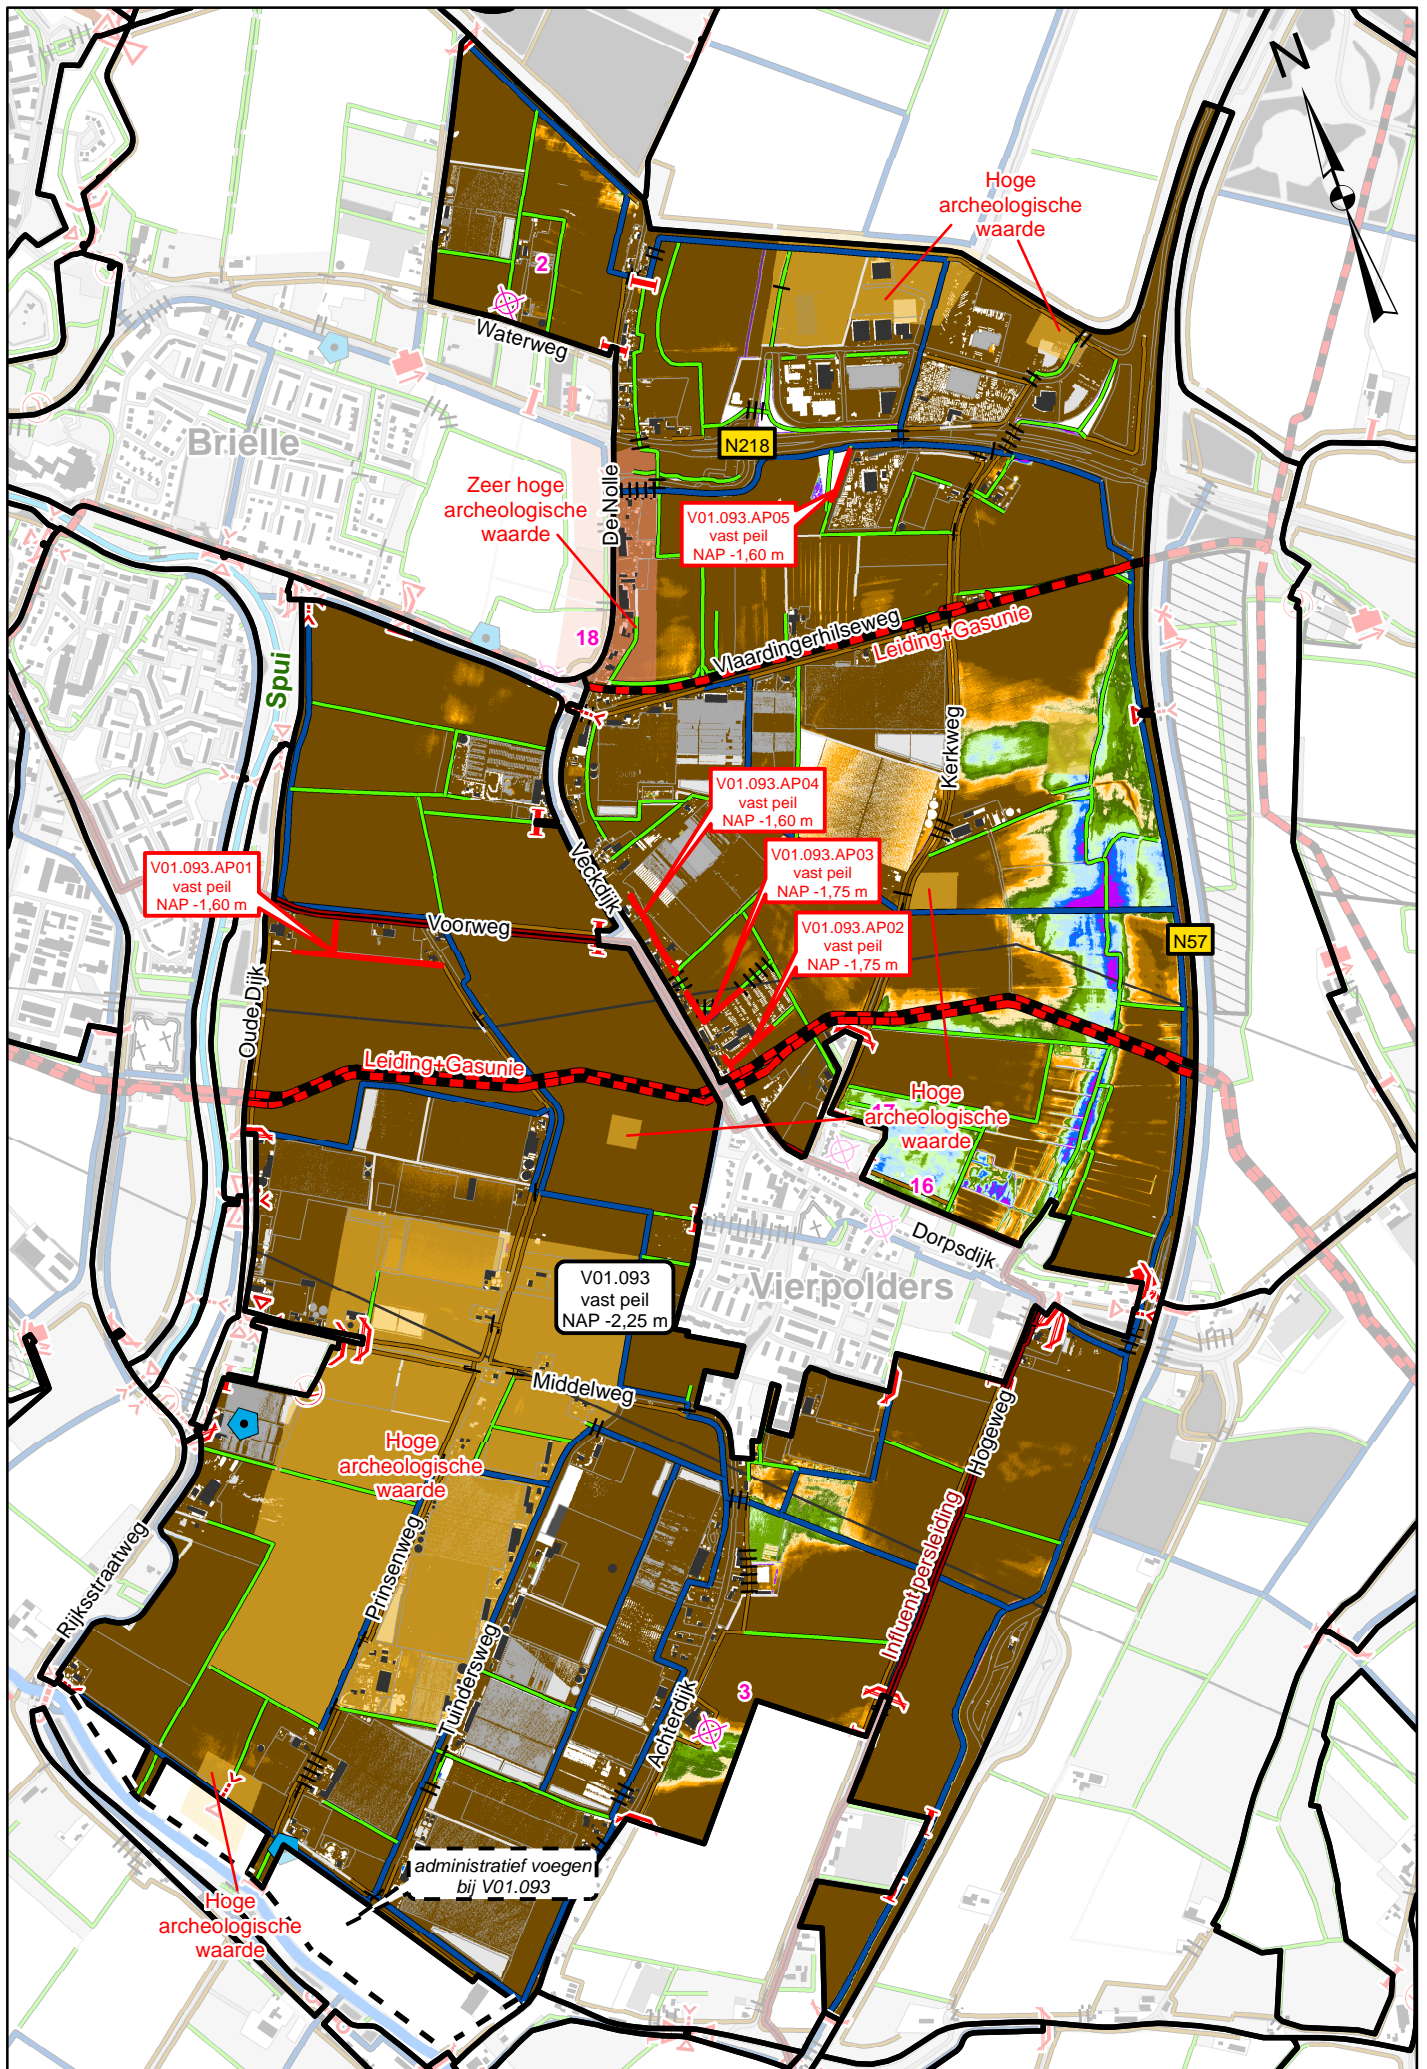 N
Hoge
archeologische
waarde
2
Waterweg
Brielle
N218
De Nolle
Zeer hoge
archeologische
waarde
V01.093.AP05
vast peil
NAP -1,60 m
18
Vlaardingerhilseweg
Leiding+Gasunie
Spui
Kerkweg
V01.093.AP04
vast peil
NAP -1,60 m
V01.093.AP03
vast peil
NAP -1,75 m
V01.093.AP01
vast peil
NAP -1,60 m
Veckdijk
Voorweg
V01.093.AP02
vast peil
NAP -1,75 m
N57
Oude Dijk
Leiding+Gasunie
Hoge
archeologische
waarde
17
16
Dorpsdijk
Vierpolders
V01.093
vast peil
NAP -2,25 m
Middelweg
Hogeweg
Hoge
archeologische
waarde
Rijksstraatweg
Prinsenweg
Tuindersweg
Influent persleiding
Achterdijk
3
administratief voegen
bij V01.093
Hoge
archeologische
waarde